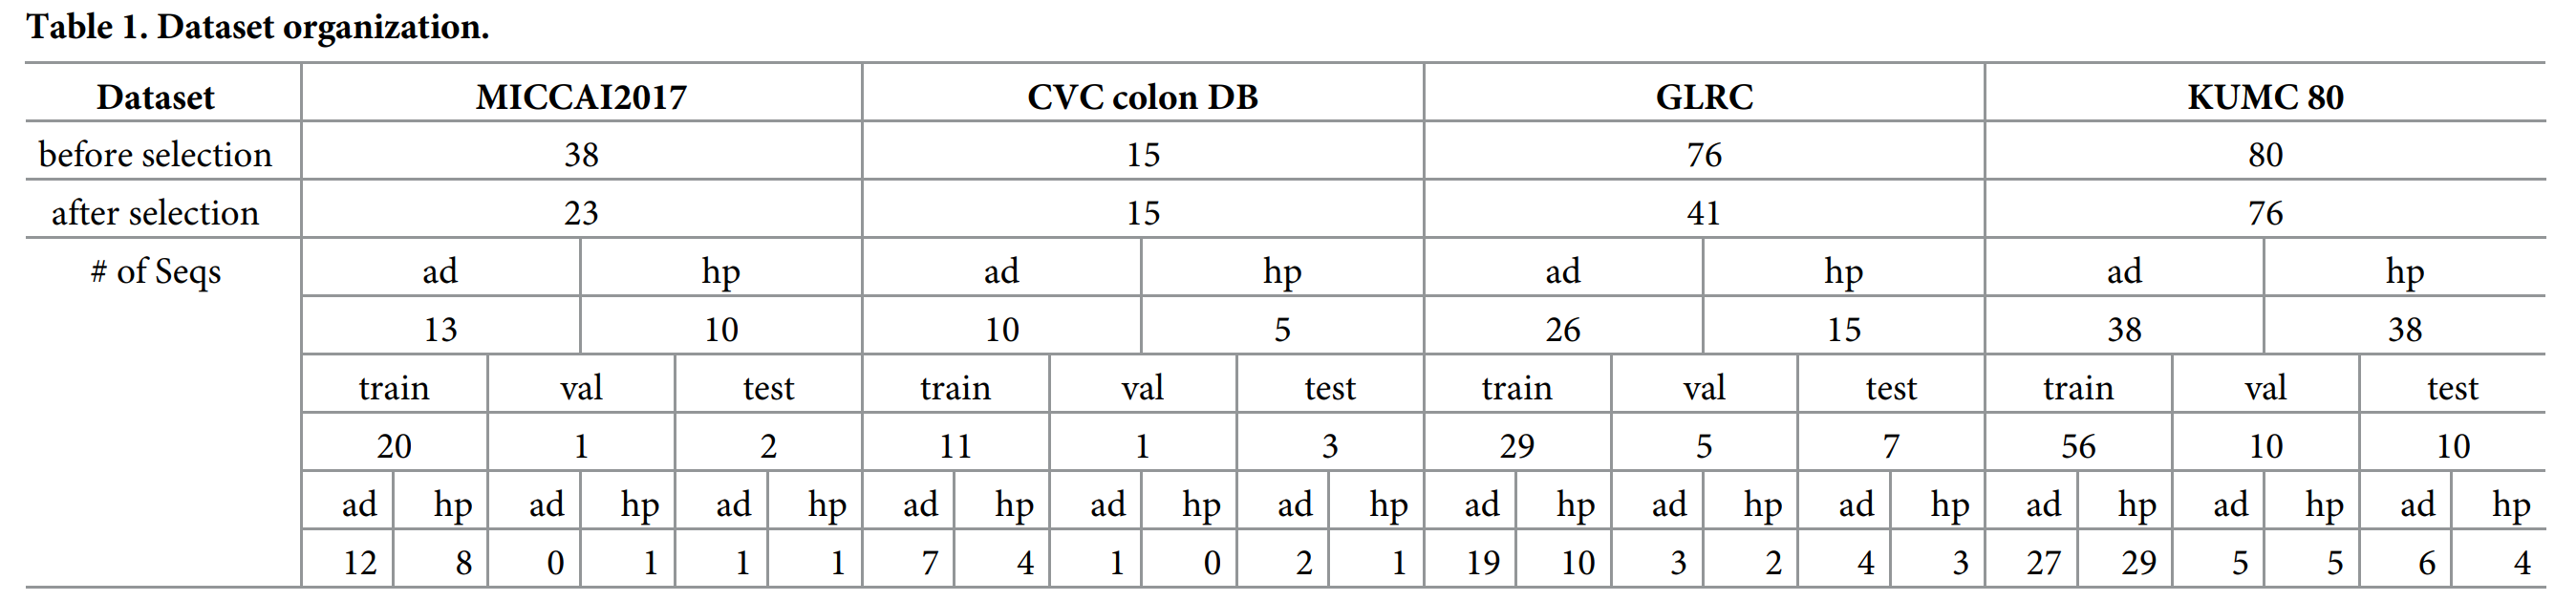 Table 1. Dataset organization.
Dataset MICCAI2017 CVC colon DB GLRC KUMC 80
before selection 38 15 76 80
after selection 23 15 41 76
# of Seqs ad hp ad hp ad hp ad hp
13 10 10 5 26 15 38 38
train val test train val test train val test train val test
20 1 2 11 1 3 29 5 7 56 10 10
ad hp ad hp ad hp ad hp ad hp ad hp ad hp ad hp ad hp ad hp ad hp ad hp
12 8 0 1 1 1 7 4 1 0 2 1 19 10 3 2 4 3 27 29 5 5 6 4